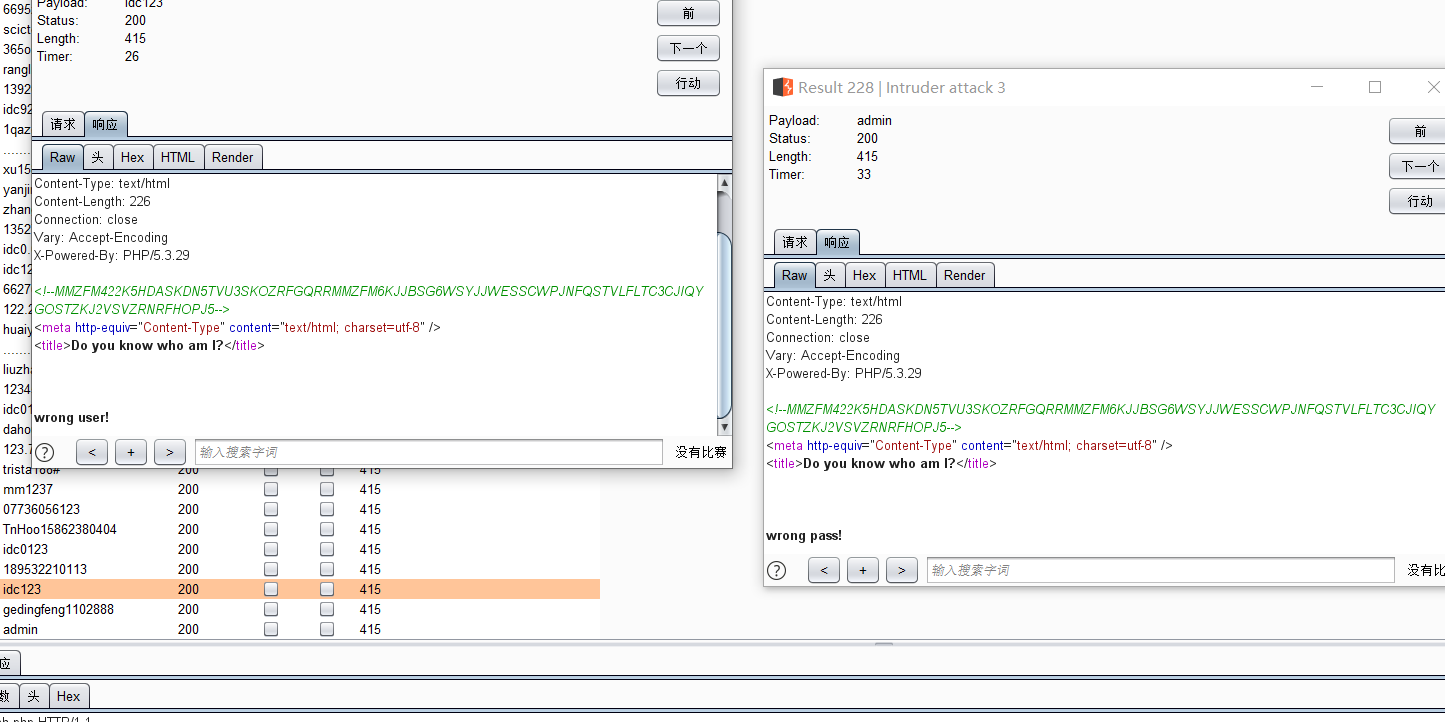 6695
scict
365o
rangl
1392
idc92
1qaz
xu15
yanjir
zhan
1352
idc0.
idc12
6627
122.2
huaiy
liuzha
1234
idc01
daho
123.7
Payload: idc123
Status: 200
Length: 415
Timer: 26
前
下一个
行动
请求 响应
Raw 头 Hex HTML Render
Content-Type: text/html
Content-Length: 226
Connection: close
Vary: Accept-Encoding
X-Powered-By: PHP/5.3.29
<!--MMZFM422K5HDASKDN5TVU3SKOZRFGQRRMMZFM6KJJBSG6WSYJJWESSCWPJNFQSTVLFLTC3CJIQY
GOSTZKJ2VSVZRNRFHOPJ5-->
<meta http-equiv="Content-Type" content="text/html; charset=utf-8" />
<title>Do you know who am I?</title>
wrong user!
? < + > 输入搜索字词 没有比赛
trista188# 200 415
mm1237 200 415
07736056123 200 415
TnHoo15862380404 200 415
idc0123 200 415
189532210113 200 415
idc123 200 415
gedingfeng1102888 200 415
admin 200 415
应
数 头 Hex
Result 228 | Intruder attack 3
Payload: admin
Status: 200
Length: 415
Timer: 33
前
下一个
行动
请求 响应
Raw 头 Hex HTML Render
Content-Type: text/html
Content-Length: 226
Connection: close
Vary: Accept-Encoding
X-Powered-By: PHP/5.3.29
<!--MMZFM422K5HDASKDN5TVU3SKOZRFGQRRMMZFM6KJJBSG6WSYJJWESSCWPJNFQSTVLFLTC3CJIQY
GOSTZKJ2VSVZRNRFHOPJ5-->
<meta http-equiv="Content-Type" content="text/html; charset=utf-8" />
<title>Do you know who am I?</title>
wrong pass!
? < + > 输入搜索字词 没有比